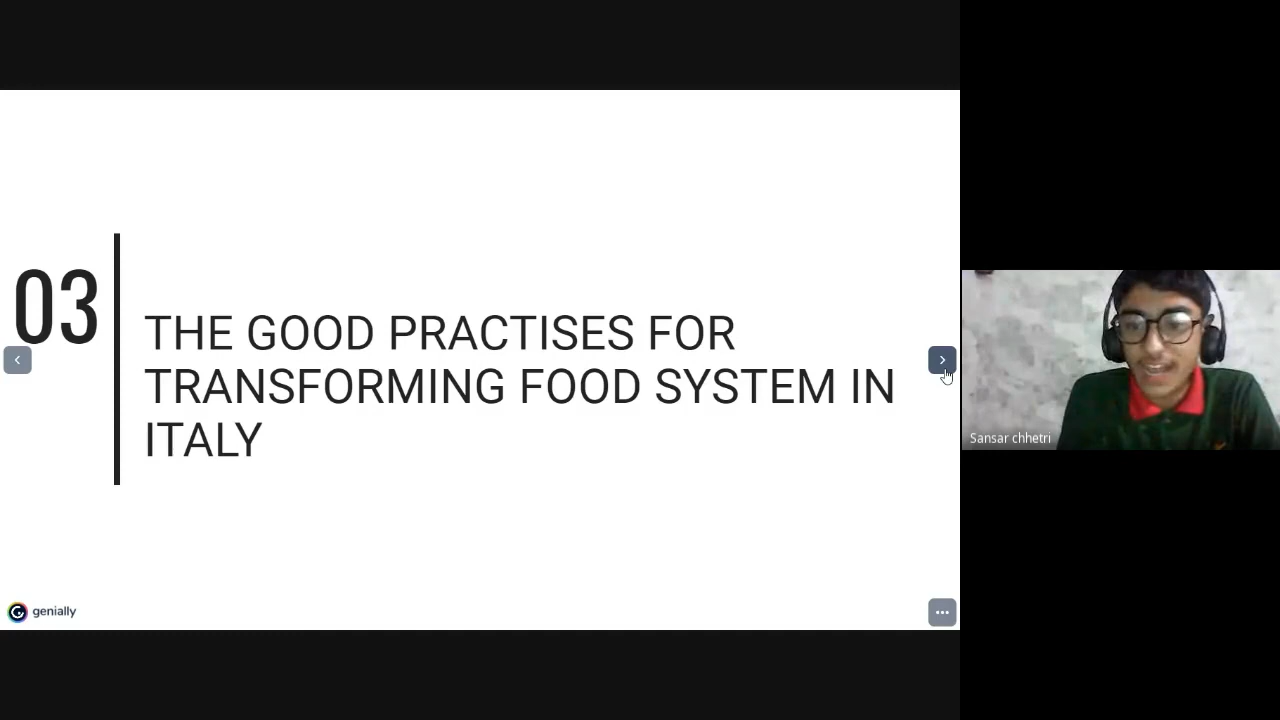 03
THE GOOD PRACTISES FOR
TRANSFORMING FOOD SYSTEM IN
ITALY
Sansar chhetri
genially